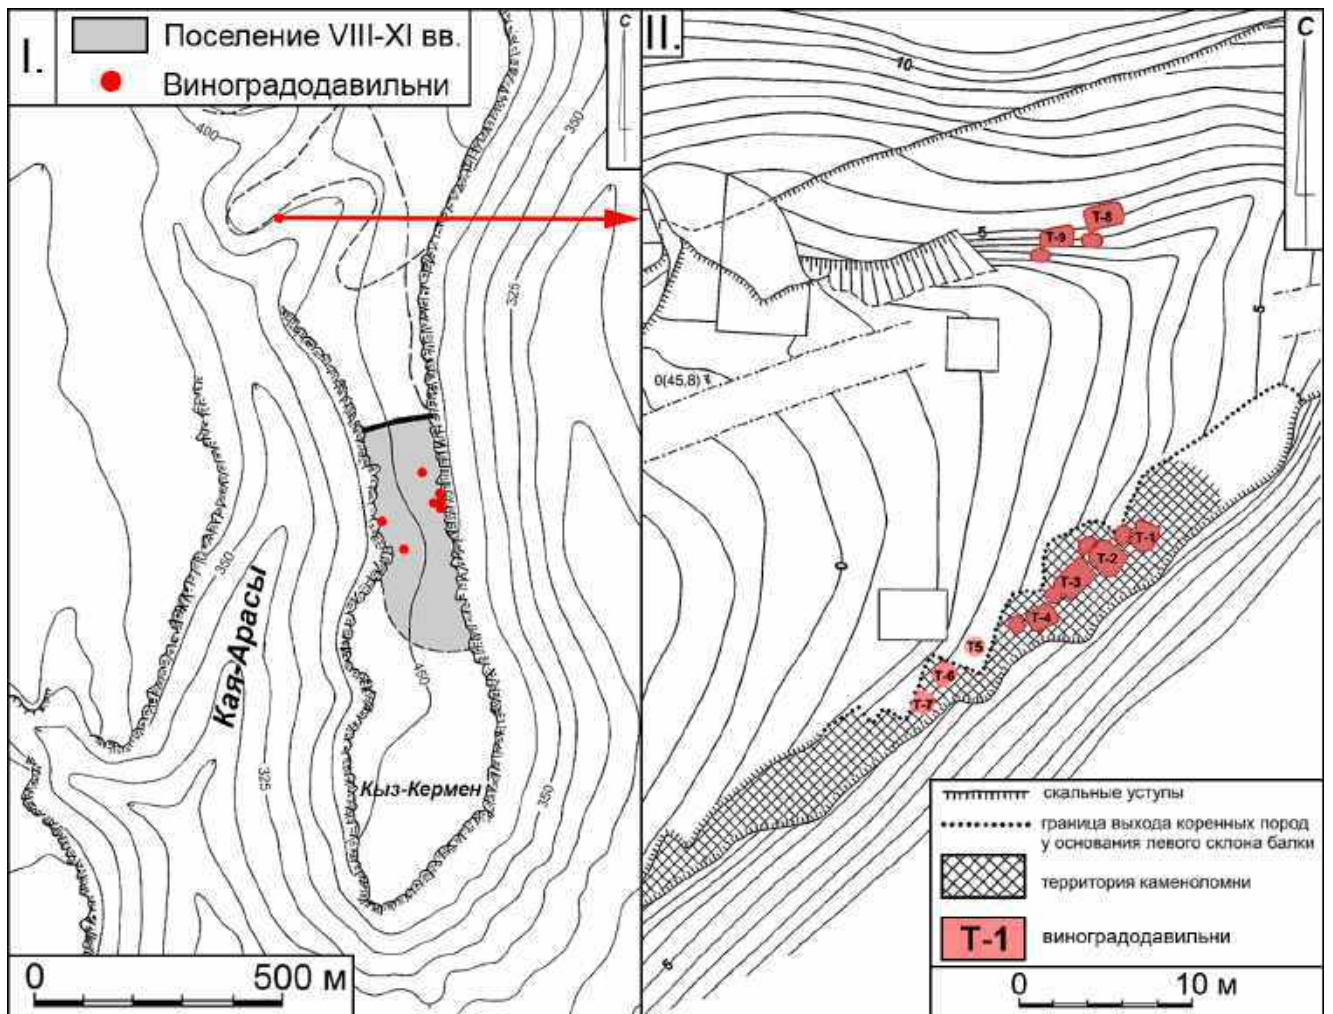 I.
Поселение VIII-XI вв.
Виноградодавильни
С
400
350
325
350
Кая-Арасы
325
450
Кыз-Кермен
350
0 500 м
II.
С
10
Т-8
Т-9
5
5
0(45,8)
0
Т-1
Т-2
Т-3
Т-4
Т5
Т-6
Т-7
5
скальные уступы
граница выхода коренных пород
у основания левого склона балки
территория каменоломни
Т-1 виноградодавильни
0 10 м